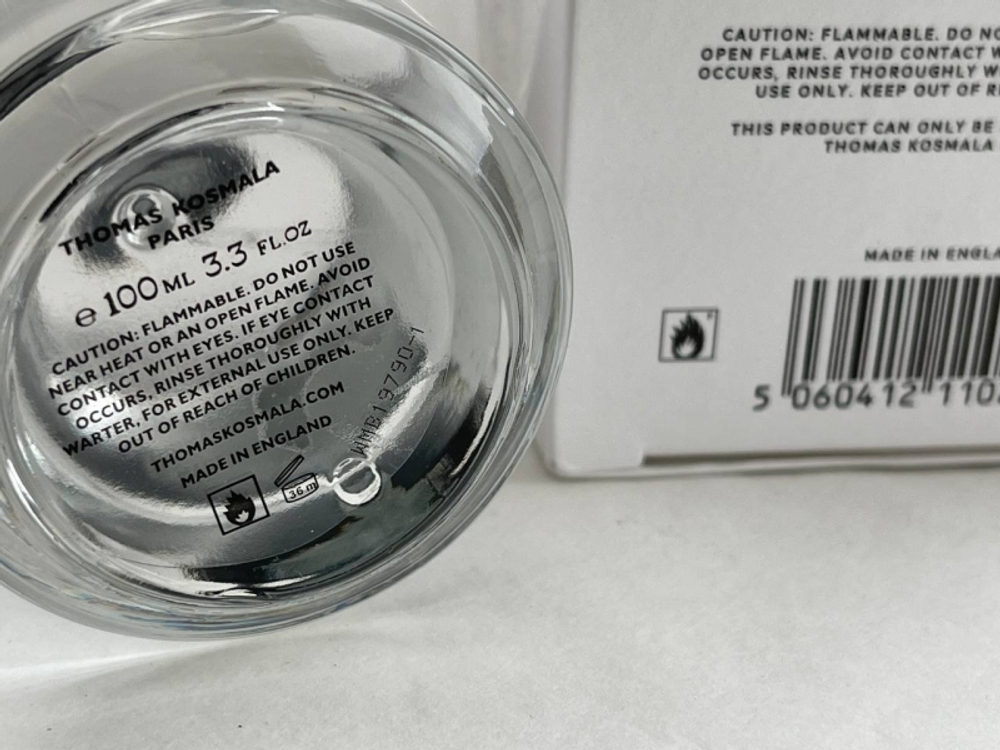 THOMAS KOSMALA
PARIS
e 100 ML 3.3 FL.OZ
CAUTION: FLAMMABLE. DO NOT USE
NEAR HEAT OR AN OPEN FLAME. AVOID
CONTACT WITH EYES. IF EYE CONTACT
OCCURS, RINSE THOROUGHLY WITH
WARTER, FOR EXTERNAL USE ONLY. KEEP
OUT OF REACH OF CHILDREN.
THOMASKOSMALA.COM
MADE IN ENGLAND
36 m
WMB19790-1
CAUTION: FLAMMABLE. DO NO
OPEN FLAME. AVOID CONTACT W
OCCURS, RINSE THOROUGHLY W
USE ONLY. KEEP OUT OF R
THIS PRODUCT CAN ONLY BE
THOMAS KOSMALA
MADE IN ENGLA
5 060412 110